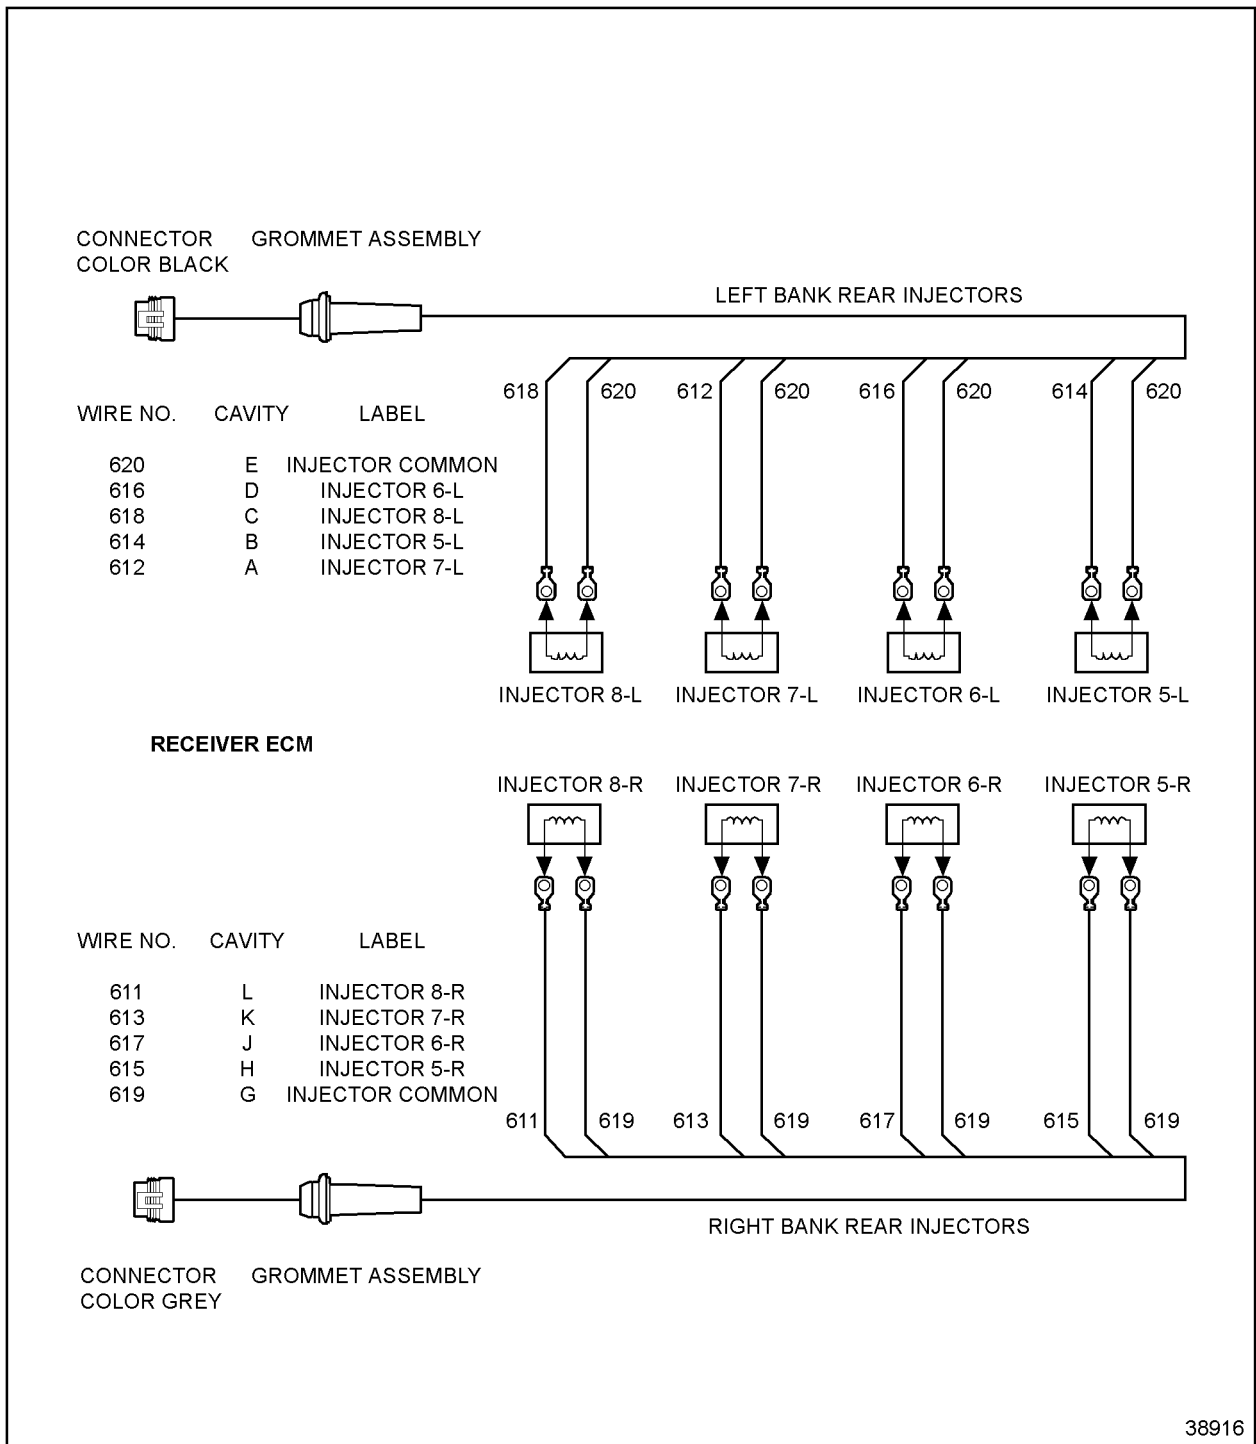 CONNECTOR GROMMET ASSEMBLY
COLOR BLACK
LEFT BANK REAR INJECTORS
618 620 612 620 616 620 614 620
WIRE NO. CAVITY LABEL
620 E INJECTOR COMMON
616 D INJECTOR 6-L
618 C INJECTOR 8-L
614 B INJECTOR 5-L
612 A INJECTOR 7-L
INJECTOR 8-L INJECTOR 7-L INJECTOR 6-L INJECTOR 5-L
RECEIVER ECM
INJECTOR 8-R INJECTOR 7-R INJECTOR 6-R INJECTOR 5-R
WIRE NO. CAVITY LABEL
611 L INJECTOR 8-R
613 K INJECTOR 7-R
617 J INJECTOR 6-R
615 H INJECTOR 5-R
619 G INJECTOR COMMON
611 619 613 619 617 619 615 619
RIGHT BANK REAR INJECTORS
CONNECTOR GROMMET ASSEMBLY
COLOR GREY
38916